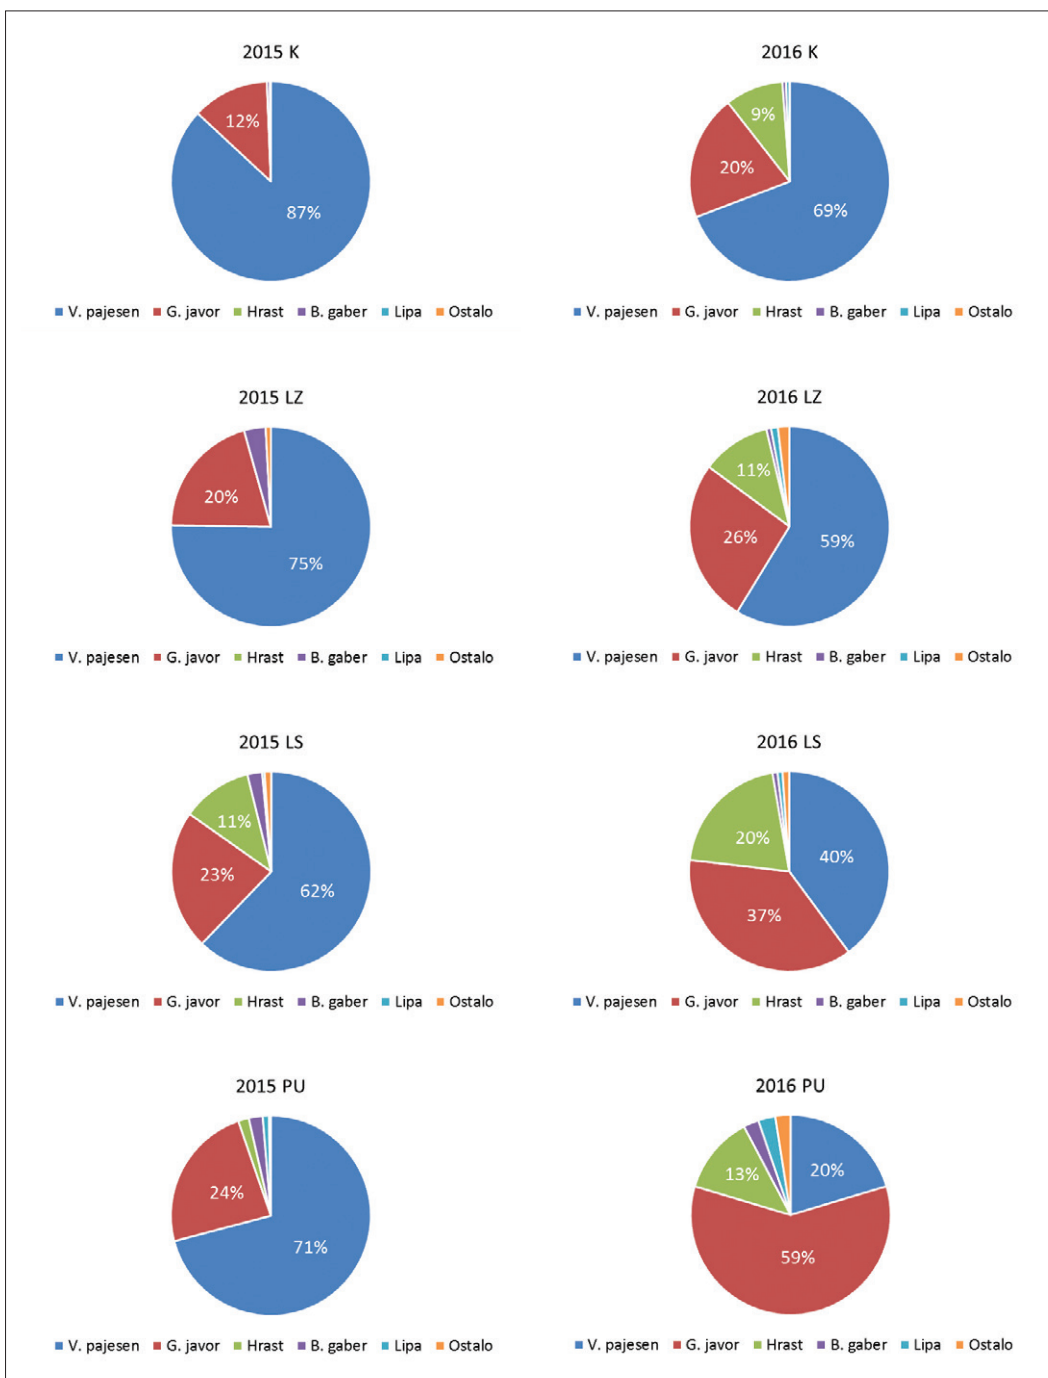 2015 K
12%
87%
V. pajesen G. javor Hrast B. gaber Lipa Ostalo
2016 K
9%
20%
69%
V. pajesen G. javor Hrast B. gaber Lipa Ostalo
2015 LZ
20%
75%
V. pajesen G. javor Hrast B. gaber Lipa Ostalo
2016 LZ
11%
26%
59%
V. pajesen G. javor Hrast B. gaber Lipa Ostalo
2015 LS
11%
23%
62%
V. pajesen G. javor Hrast B. gaber Lipa Ostalo
2016 LS
20%
40%
37%
V. pajesen G. javor Hrast B. gaber Lipa Ostalo
2015 PU
24%
71%
V. pajesen G. javor Hrast B. gaber Lipa Ostalo
2016 PU
13%
20%
59%
V. pajesen G. javor Hrast B. gaber Lipa Ostalo